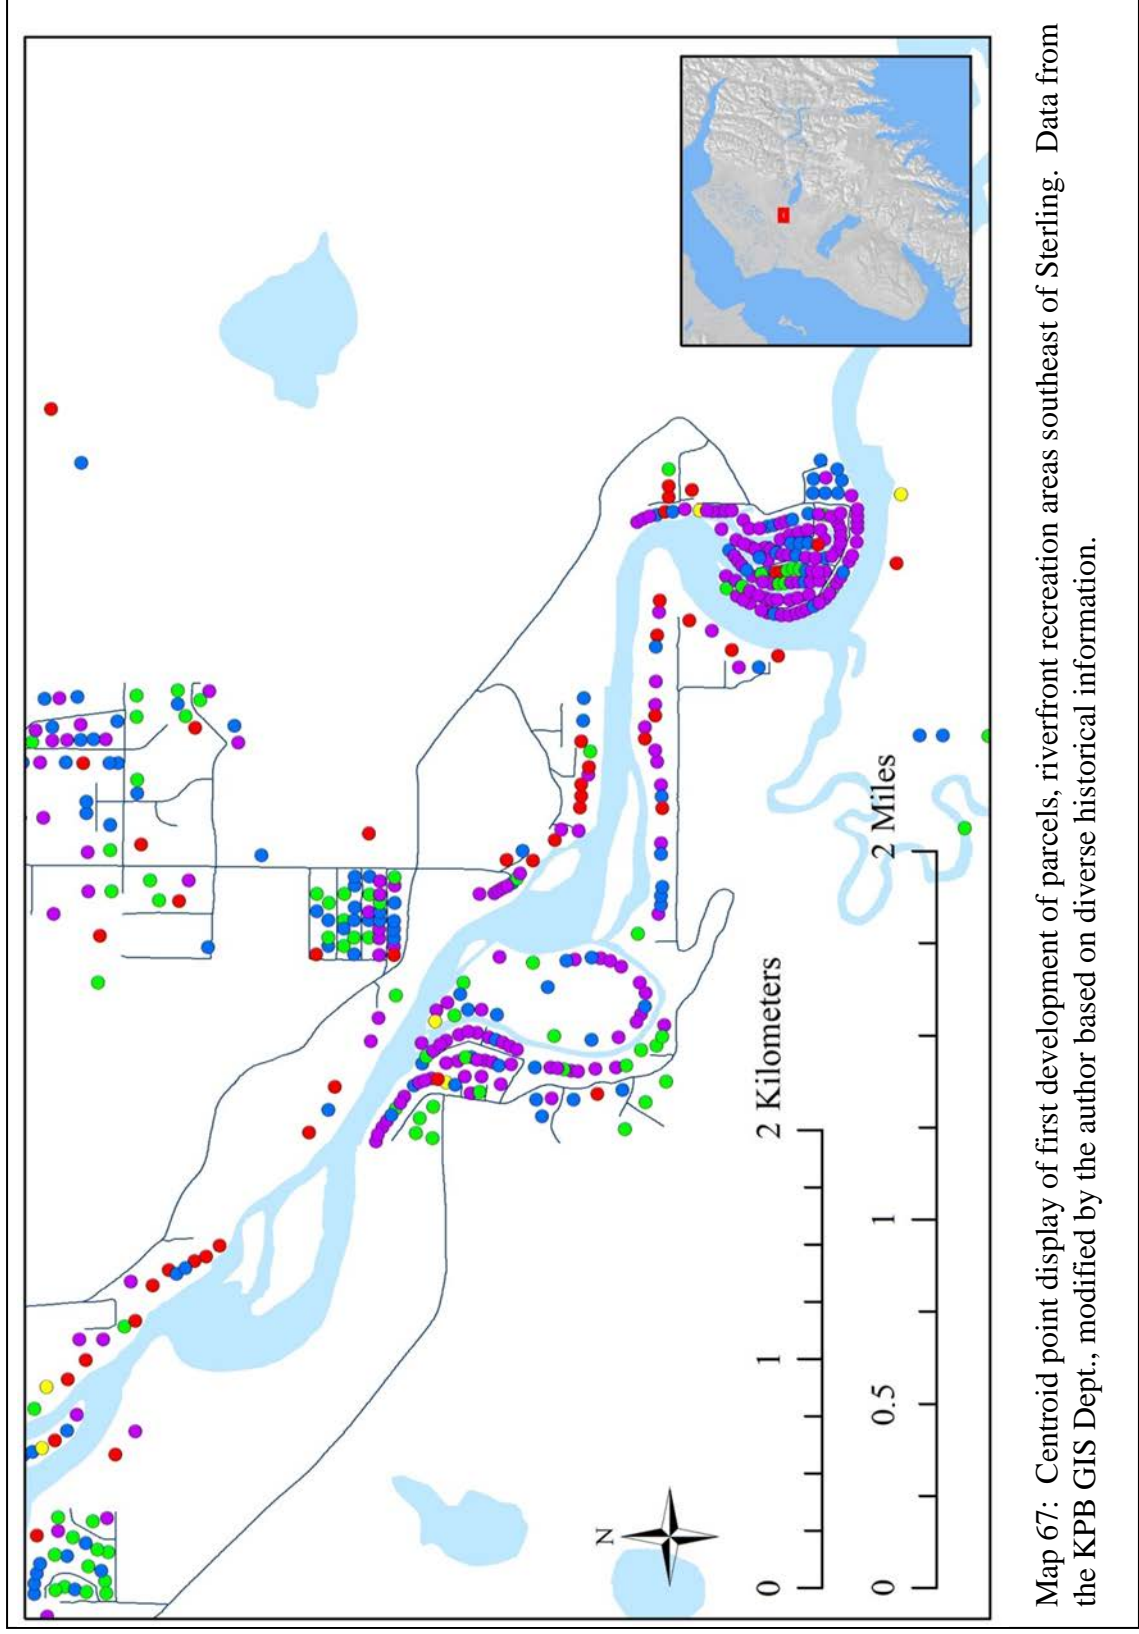 N
0 1 2 Kilometers
0 0.5 1 2 Miles
Map 67: Centroid point display of first development of parcels, riverfront recreation areas southeast of Sterling. Data from
the KPB GIS Dept., modified by the author based on diverse historical information.